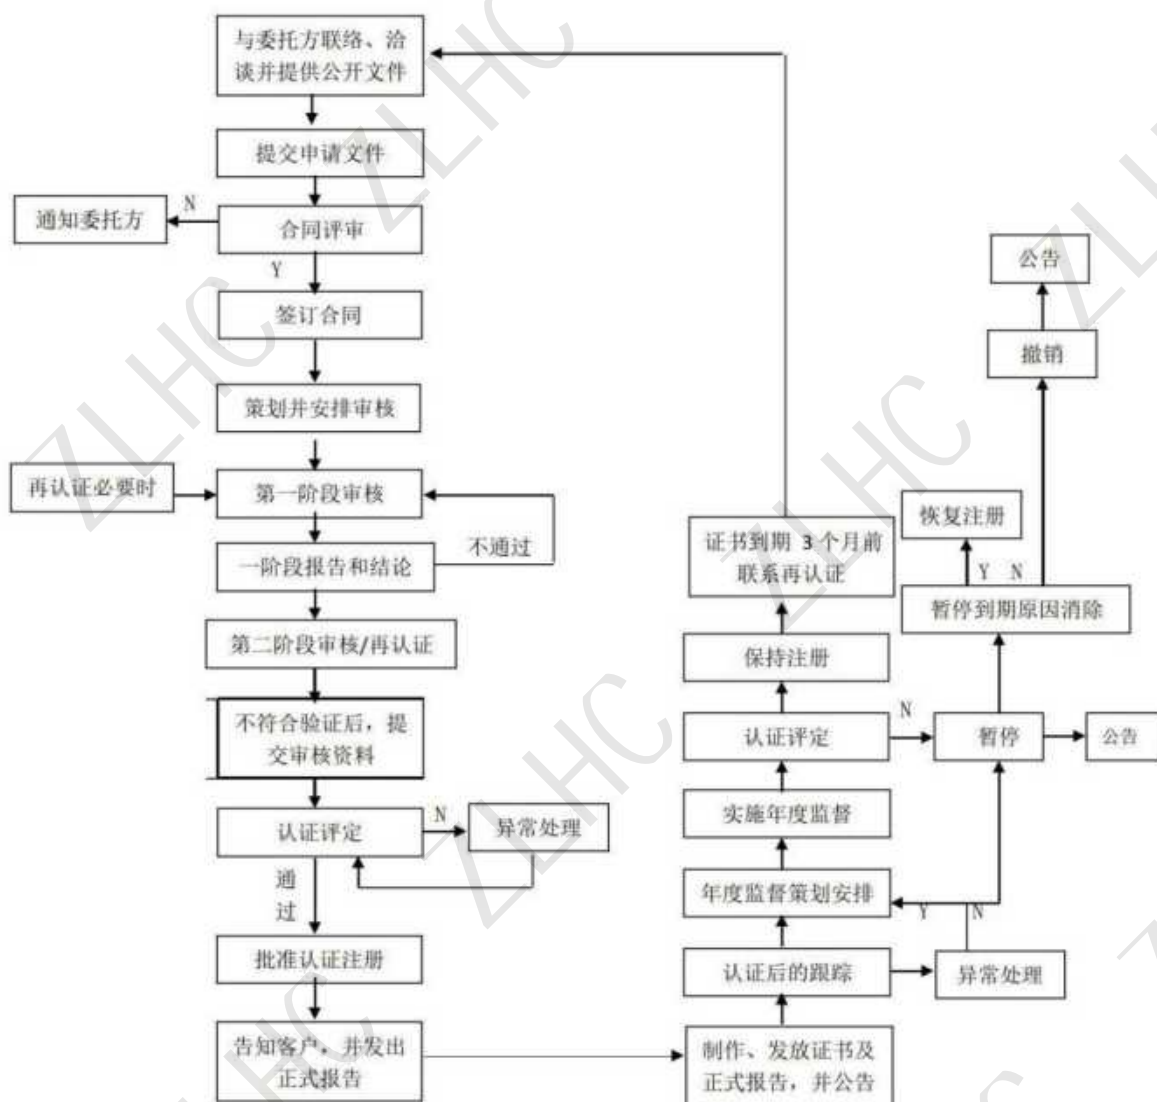 与委托方联络、洽
谈并提供公开文件
提交申请文件
通知委托方
N
合同评审
Y
签订合同
策划并安排审核
再认证必要时
第一阶段审核
一阶段报告和结论
不通过
第二阶段审核/再认证
不符合验证后，提
交审核资料
认证评定
N
异常处理
通
过
批准认证注册
告知客户，并发出
正式报告
制作、发放证书及
正式报告，并公告
认证后的跟踪
异常处理
Y
N
年度监督策划安排
实施年度监督
认证评定
N
暂停
公告
保持注册
证书到期 3 个月前
联系再认证
暂停到期原因消除
Y N
恢复注册
撤销
公告
ZLHC
ZLHC
ZLHC
ZLHC
ZLHC
ZLHC
ZLHC